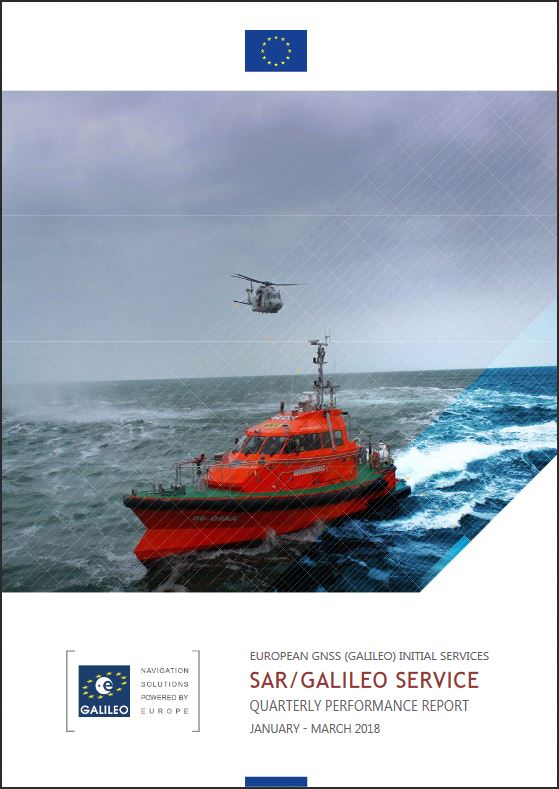 GALILEO
NAVIGATION
SOLUTIONS
POWERED BY
EUROPE
EUROPEAN GNSS (GALILEO) INITIAL SERVICES
SAR/GALILEO SERVICE
QUARTERLY PERFORMANCE REPORT
JANUARY - MARCH 2018